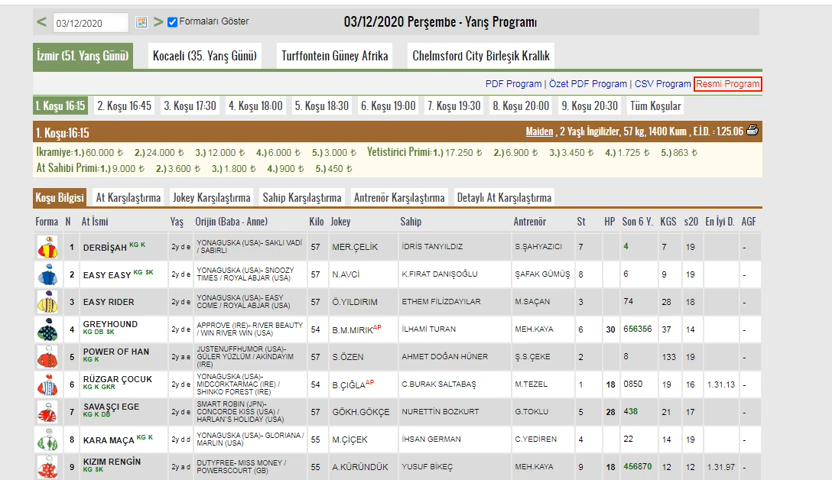 < 03/12/2020 > Formaları Göster 03/12/2020 Perşembe - Yarış Programı
İzmir (51. Yarış Günü) Kocaeli (35. Yarış Günü) Turffontein Güney Afrika Chelmsford City Birleşik Krallık
PDF Program | Özet PDF Program | CSV Program Resmi Program
1. Koşu 16:15 2. Koşu 16:45 3. Koşu 17:30 4. Koşu 18:00 5. Koşu 18:30 6. Koşu 19:00 7. Koşu 19:30 8. Koşu 20:00 9. Koşu 20:30 Tüm Koşular
1. Koşu:16:15 Maiden , 2 Yaşlı İngilizler, 57 kg, 1400 Kum , E.İ.D. : 1.25.06
İkramiye: 1.) 60.000 ₺ 2.) 24.000 ₺ 3.) 12.000 ₺ 4.) 6.000 ₺ 5.) 3.000 ₺ Yetistirici Primi: 1.) 17.250 ₺ 2.) 6.900 ₺ 3.) 3.450 ₺ 4.) 1.725 ₺ 5.) 863 ₺
At Sahibi Primi: 1.) 9.000 ₺ 2.) 3.600 ₺ 3.) 1.800 ₺ 4.) 900 ₺ 5.) 450 ₺
Koşu Bilgisi At Karşılaştırma Jokey Karşılaştırma Sahip Karşılaştırma Antrenör Karşılaştırma Detaylı At Karşılaştırma
Forma N At İsmi Yaş Orijin (Baba - Anne) Kilo Jokey Sahip Antrenör St HP Son 6 Y. KGS s20 En İyi D. AGF
1 DERBİŞAH KG K 2y d e YONAGUSKA (USA)- SAKLI VADİ / SABIRLI 57 MER.ÇELİK İDRİS TANYILDIZ S.ŞAHYAZICI 7 4 7 19 -
2 EASY EASY KG SK 2y d e YONAGUSKA (USA)- SNOOZY TIMES / ROYAL ABJAR (USA) 57 N.AVCİ K.FIRAT DANIŞOĞLU ŞAFAK GÜMÜŞ 8 6 9 19 -
3 EASY RIDER 2y d e YONAGUSKA (USA)- EASY COME / ROYAL ABJAR (USA) 57 Ö.YILDIRIM ETHEM FİLİZDAYILAR M.SAÇAN 3 74 28 18 -
4 GREYHOUND KG DB SK 2y d e APPROVE (IRE)- RIVER BEAUTY / WIN RIVER WIN (USA) 54 B.M.MIRIK AP İLHAMİ TURAN MEH.KAYA 6 30 656356 37 14 -
5 POWER OF HAN KG K 2y a e JUSTENUFFHUMOR (USA)- GÜLER YÜZLÜM / AKINDAYIM (IRE) 57 S.ÖZEN AHMET DOĞAN HÜNER Ş.S.ÇEKE 2 8 133 19 -
6 RÜZGAR ÇOCUK KG K GKR 2y d e YONAGUSKA (USA)- MIDCORKTARMAC (IRE) / SHINKO FOREST (IRE) 54 B.ÇIĞLA AP C.BURAK SALTABAŞ M.TEZEL 1 18 0850 19 16 1.31.13 -
7 SAVAŞÇI EGE KG K DB 2y d e SMART ROBIN (JPN)- CONCORDE KISS (USA) / HARLAN'S HOLIDAY (USA) 57 GÖKH.GÖKÇE NURETTİN BOZKURT G.TOKLU 5 28 438 21 17 -
8 KARA MAÇA KG K 2y d d YONAGUSKA (USA)- GLORIANA / MARLIN (USA) 55 M.ÇİÇEK İHSAN GERMAN C.YEDİREN 4 22 14 19 -
9 KIZIM RENGİN KG SK 2y a d DUTYFREE- MISS MONEY / POWERSCOURT (GB) 55 A.KÜRÜNDÜK YUSUF BİKEÇ MEH.KAYA 9 18 456870 12 12 1.31.97 -